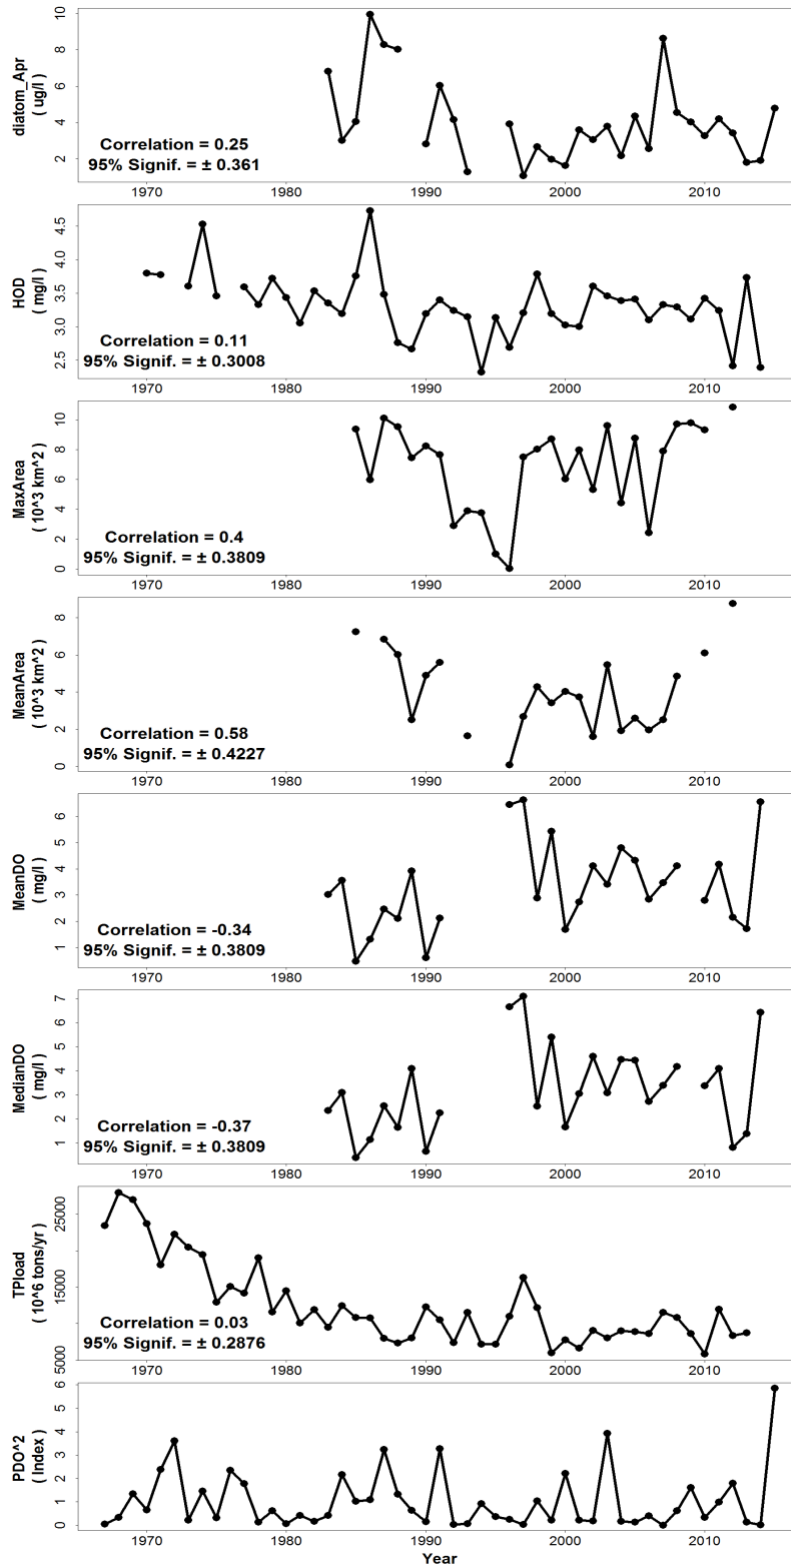 diatom_Apr
( ug/l )
10
8
6
4
2
Correlation = 0.25
95% Signif. = ± 0.361
1970 1980 1990 2000 2010
HOD
( mg/l )
4.5
4.0
3.5
3.0
2.5
Correlation = 0.11
95% Signif. = ± 0.3008
1970 1980 1990 2000 2010
MaxArea
( 10^3 km^2 )
10
8
6
4
2
0
Correlation = 0.4
95% Signif. = ± 0.3809
1970 1980 1990 2000 2010
MeanArea
( 10^3 km^2 )
8
6
4
2
0
Correlation = 0.58
95% Signif. = ± 0.4227
1970 1980 1990 2000 2010
MeanDO
( mg/l )
6
5
4
3
2
1
Correlation = -0.34
95% Signif. = ± 0.3809
1970 1980 1990 2000 2010
MedianDO
( mg/l )
7
6
5
4
3
2
1
Correlation = -0.37
95% Signif. = ± 0.3809
1970 1980 1990 2000 2010
TPload
( 10^6 tons/yr )
25000
15000
5000
Correlation = 0.03
95% Signif. = ± 0.2876
1970 1980 1990 2000 2010
PDO^2
( Index )
6
5
4
3
2
1
0
1970 1980 1990 2000 2010
Year